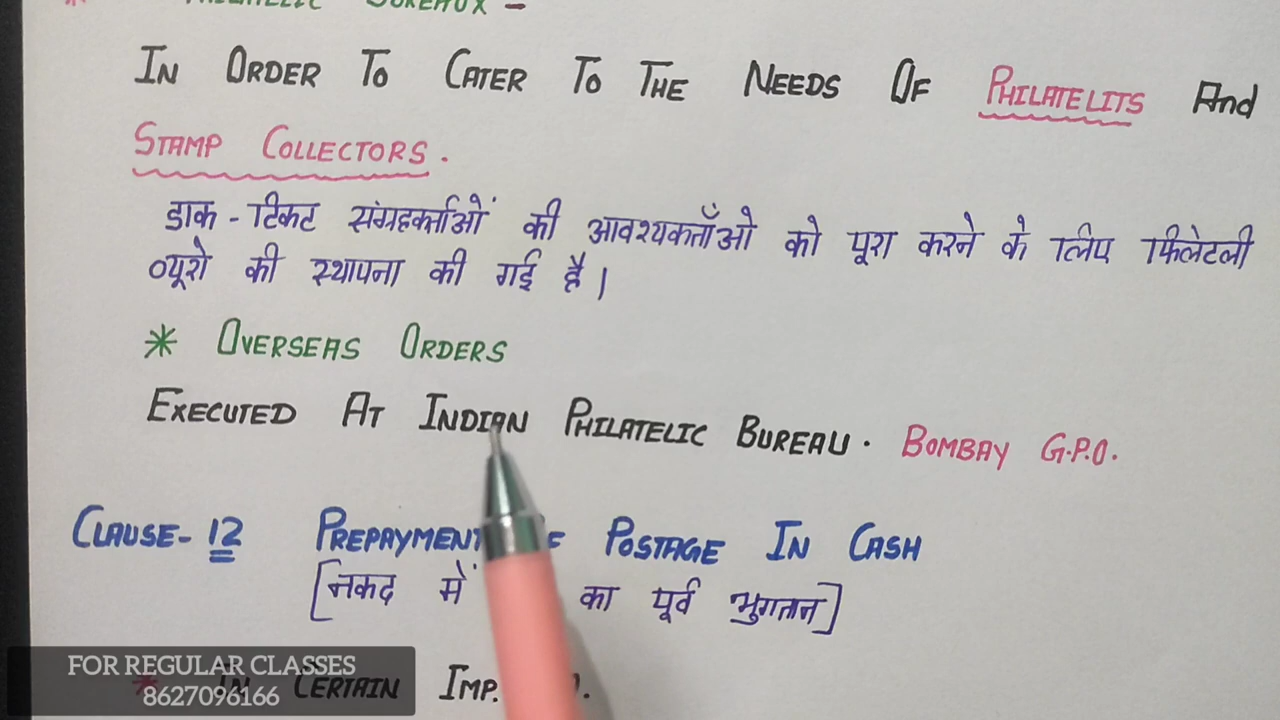 BUREAUX -
IN ORDER TO CATER TO THE NEEDS OF PHILATELITS And
STAMP COLLECTORS.
डाक - टिकट संग्रहकर्ताओं की आवश्यकताँओ को पूरा करने के लिए फिलेटली
ब्यूरो की स्थापना की गई है।
* OVERSEAS ORDERS
EXECUTED AT INDIAN PHILATELIC BUREAU. BOMBAY G.P.O.
CLAUSE- 12 PREPAYMENT POSTAGE IN CASH
[नकद में का पूर्व भुगतान]
* IN CERTAIN IMP.
FOR REGULAR CLASSES
8627096166